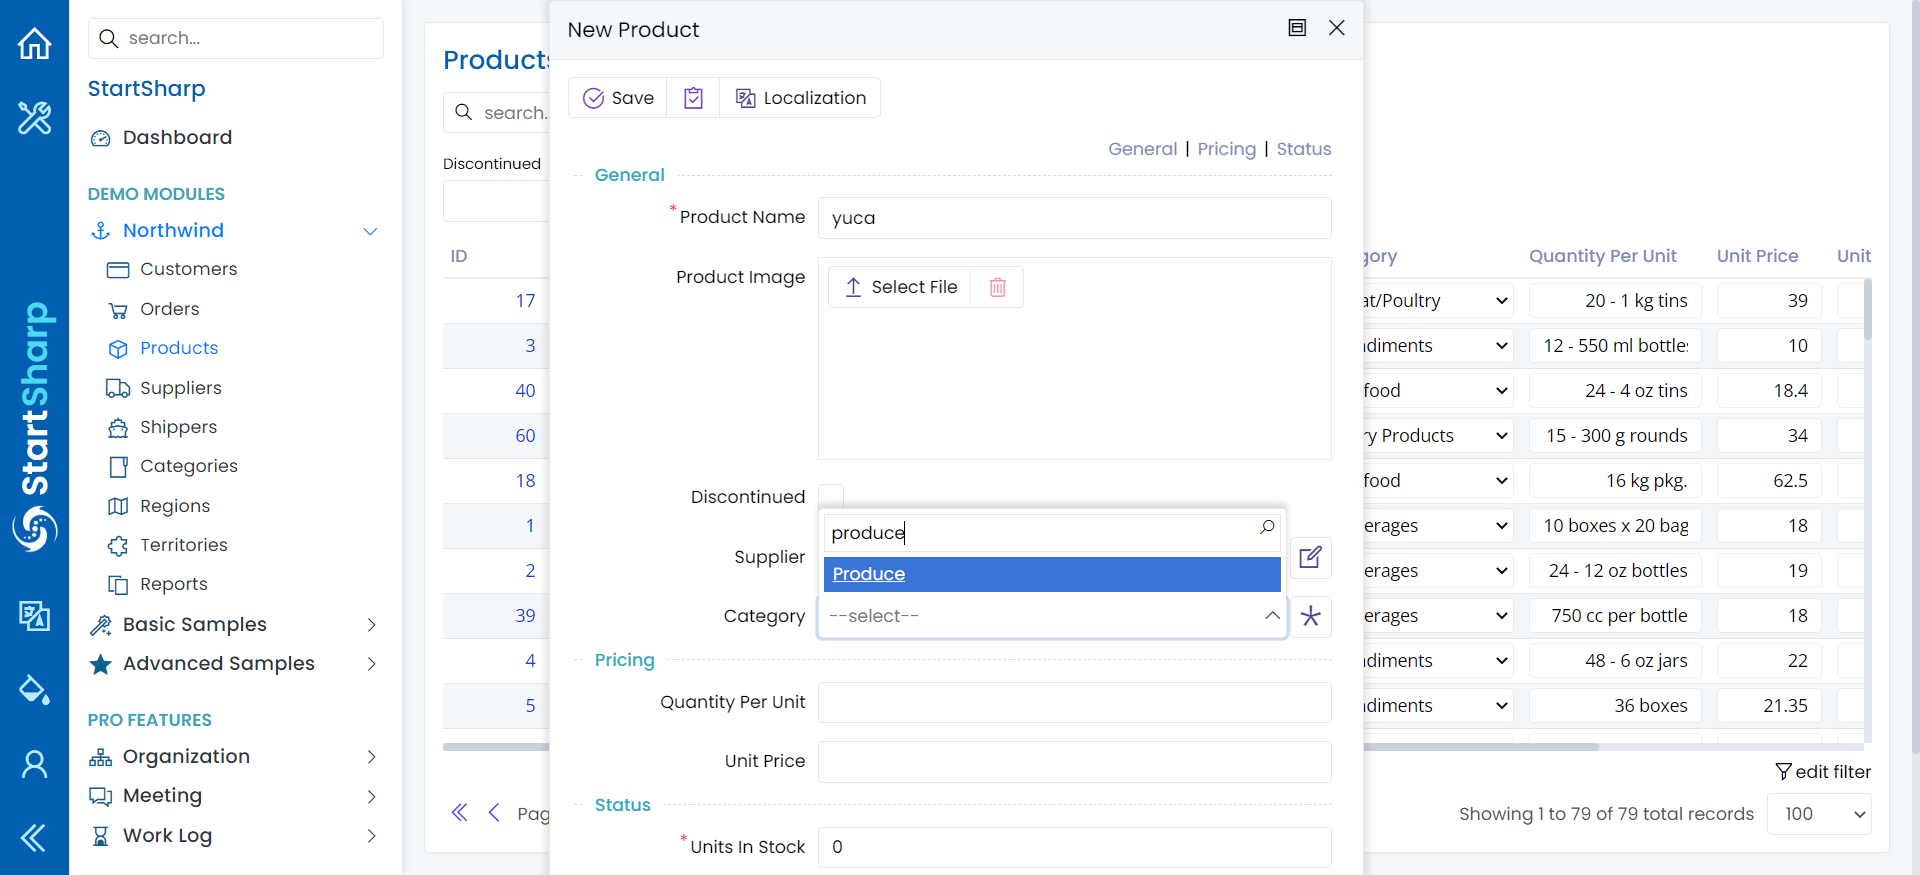 search...
StartSharp
Dashboard
DEMO MODULES
Northwind
Customers
Orders
Products
Suppliers
Shippers
Categories
Regions
Territories
Reports
Basic Samples
Advanced Samples
PRO FEATURES
Organization
Meeting
Work Log
StartSharp
Products
search.
Discontinued
ID
17
3
40
60
18
1
2
39
4
5
Pag
New Product
Save
Localization
General | Pricing | Status
General
* Product Name yuca
Product Image
Select File
Discontinued
produce
Produce
Supplier
Category --select--
Pricing
Quantity Per Unit
Unit Price
Status
* Units In Stock 0
gory Quantity Per Unit Unit Price Unit
at/Poultry 20 - 1 kg tins 39
diments 12 - 550 ml bottles 10
food 24 - 4 oz tins 18.4
ry Products 15 - 300 g rounds 34
food 16 kg pkg. 62.5
erages 10 boxes x 20 bag 18
erages 24 - 12 oz bottles 19
erages 750 cc per bottle 18
diments 48 - 6 oz jars 22
diments 36 boxes 21.35
edit filter
Showing 1 to 79 of 79 total records 100